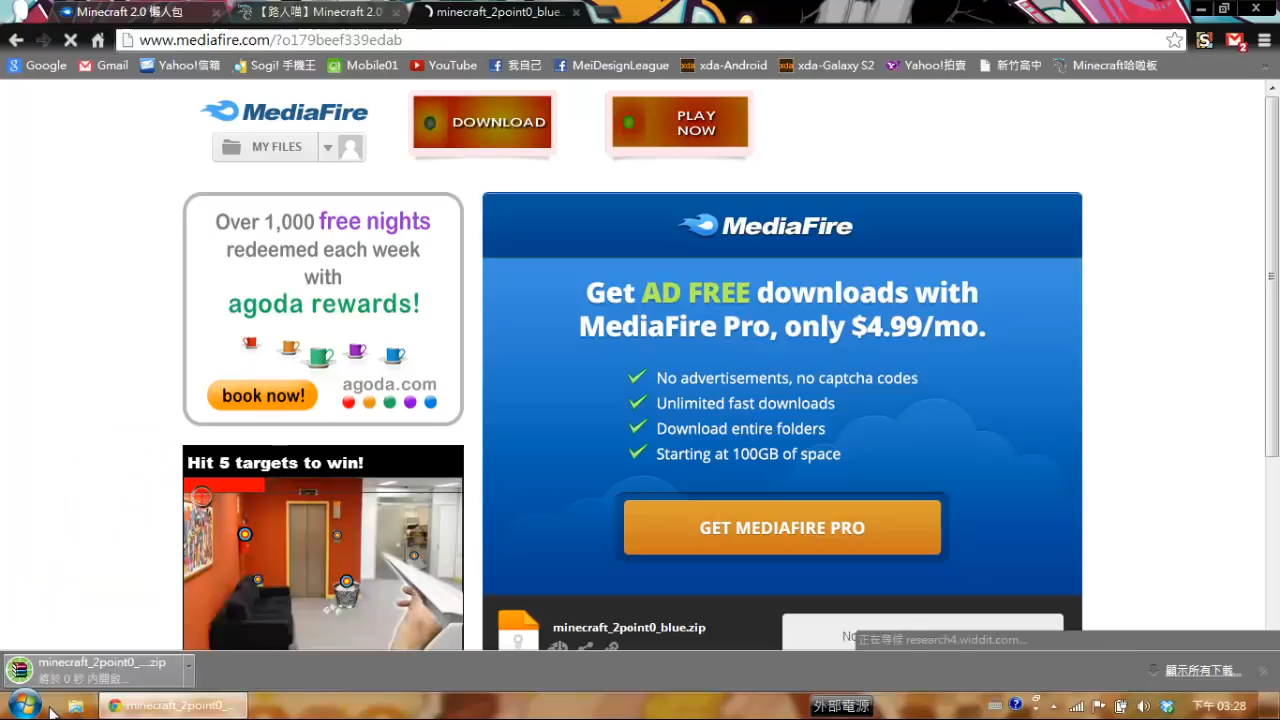 Minecraft 2.0 懶人包
【路人喵】Minecraft 2.0
minecraft_2point0_blue..
www.mediafire.com/?o179beef339edab
Google
Gmail
Yahoo!信箱
Sogi! 手機王
Mobile01
YouTube
我自己
MeiDesignLeague
xda-Android
xda-Galaxy S2
Yahoo!拍賣
新竹高中
Minecraft哈啦板
MediaFire
DOWNLOAD
PLAY
NOW
MY FILES
Over 1,000 free nights
redeemed each week
with
agoda rewards!
book now!
agoda.com
MediaFire
Get AD FREE downloads with
MediaFire Pro, only $4.99/mo.
No advertisements, no captcha codes
Unlimited fast downloads
Download entire folders
Starting at 100GB of space
GET MEDIAFIRE PRO
Hit 5 targets to win!
minecraft_2point0_blue.zip
No
正在等候 research4.widdit.com...
minecraft_2point0_....zip
將於 0 秒 內開啟...
顯示所有下載...
minecraft_2point0_...
外部電源
下午 03:28